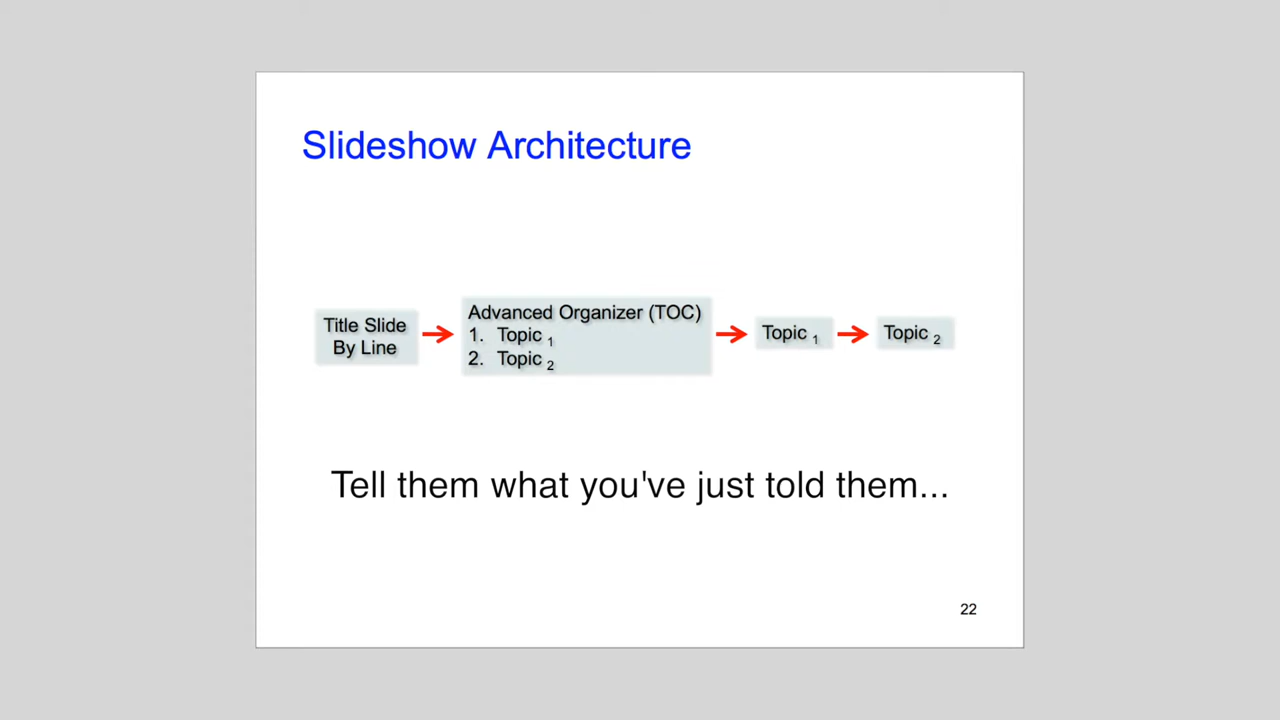 Slideshow Architecture
Title Slide
By Line
Advanced Organizer (TOC)
1. Topic 1
2. Topic 2
Topic 1
Topic 2
Tell them what you've just told them...
22